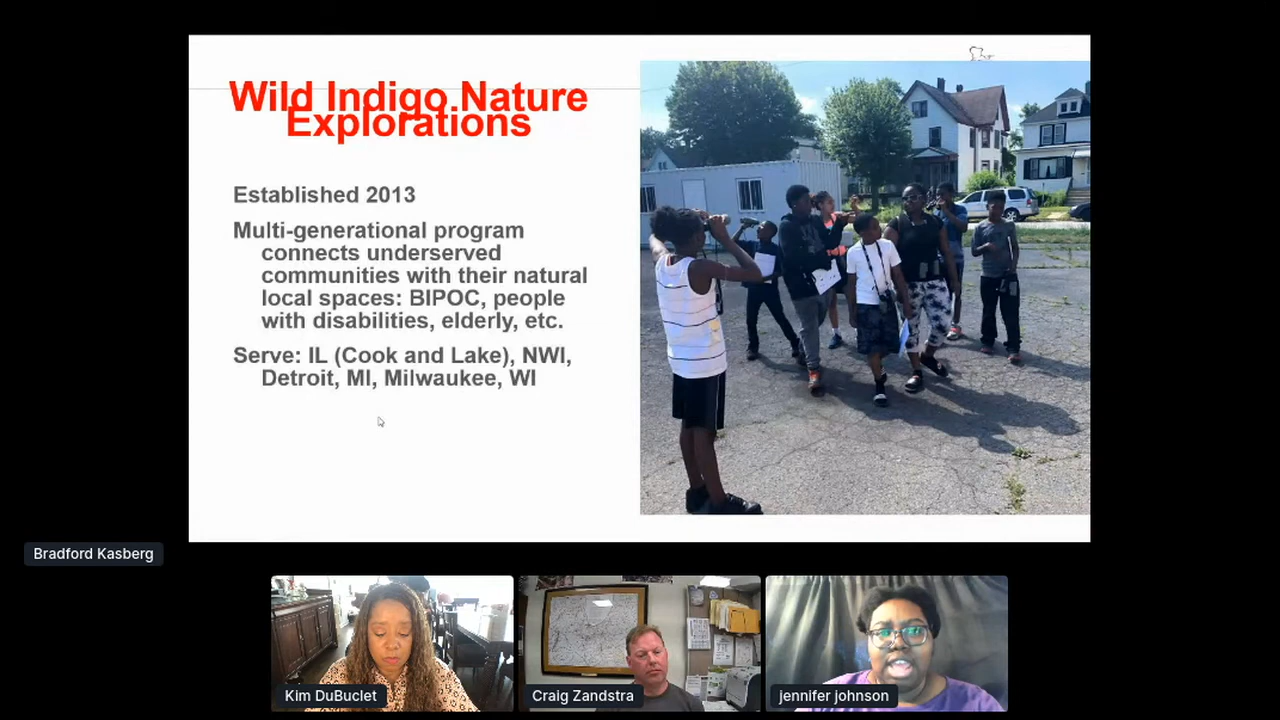 Wild Indigo Nature
Explorations
Established 2013
Multi-generational program
connects underserved
communities with their natural
local spaces: BIPOC, people
with disabilities, elderly, etc.
Serve: IL (Cook and Lake), NWI,
Detroit, MI, Milwaukee, WI
Bradford Kasberg
Kim DuBuclet
Craig Zandstra
jennifer johnson